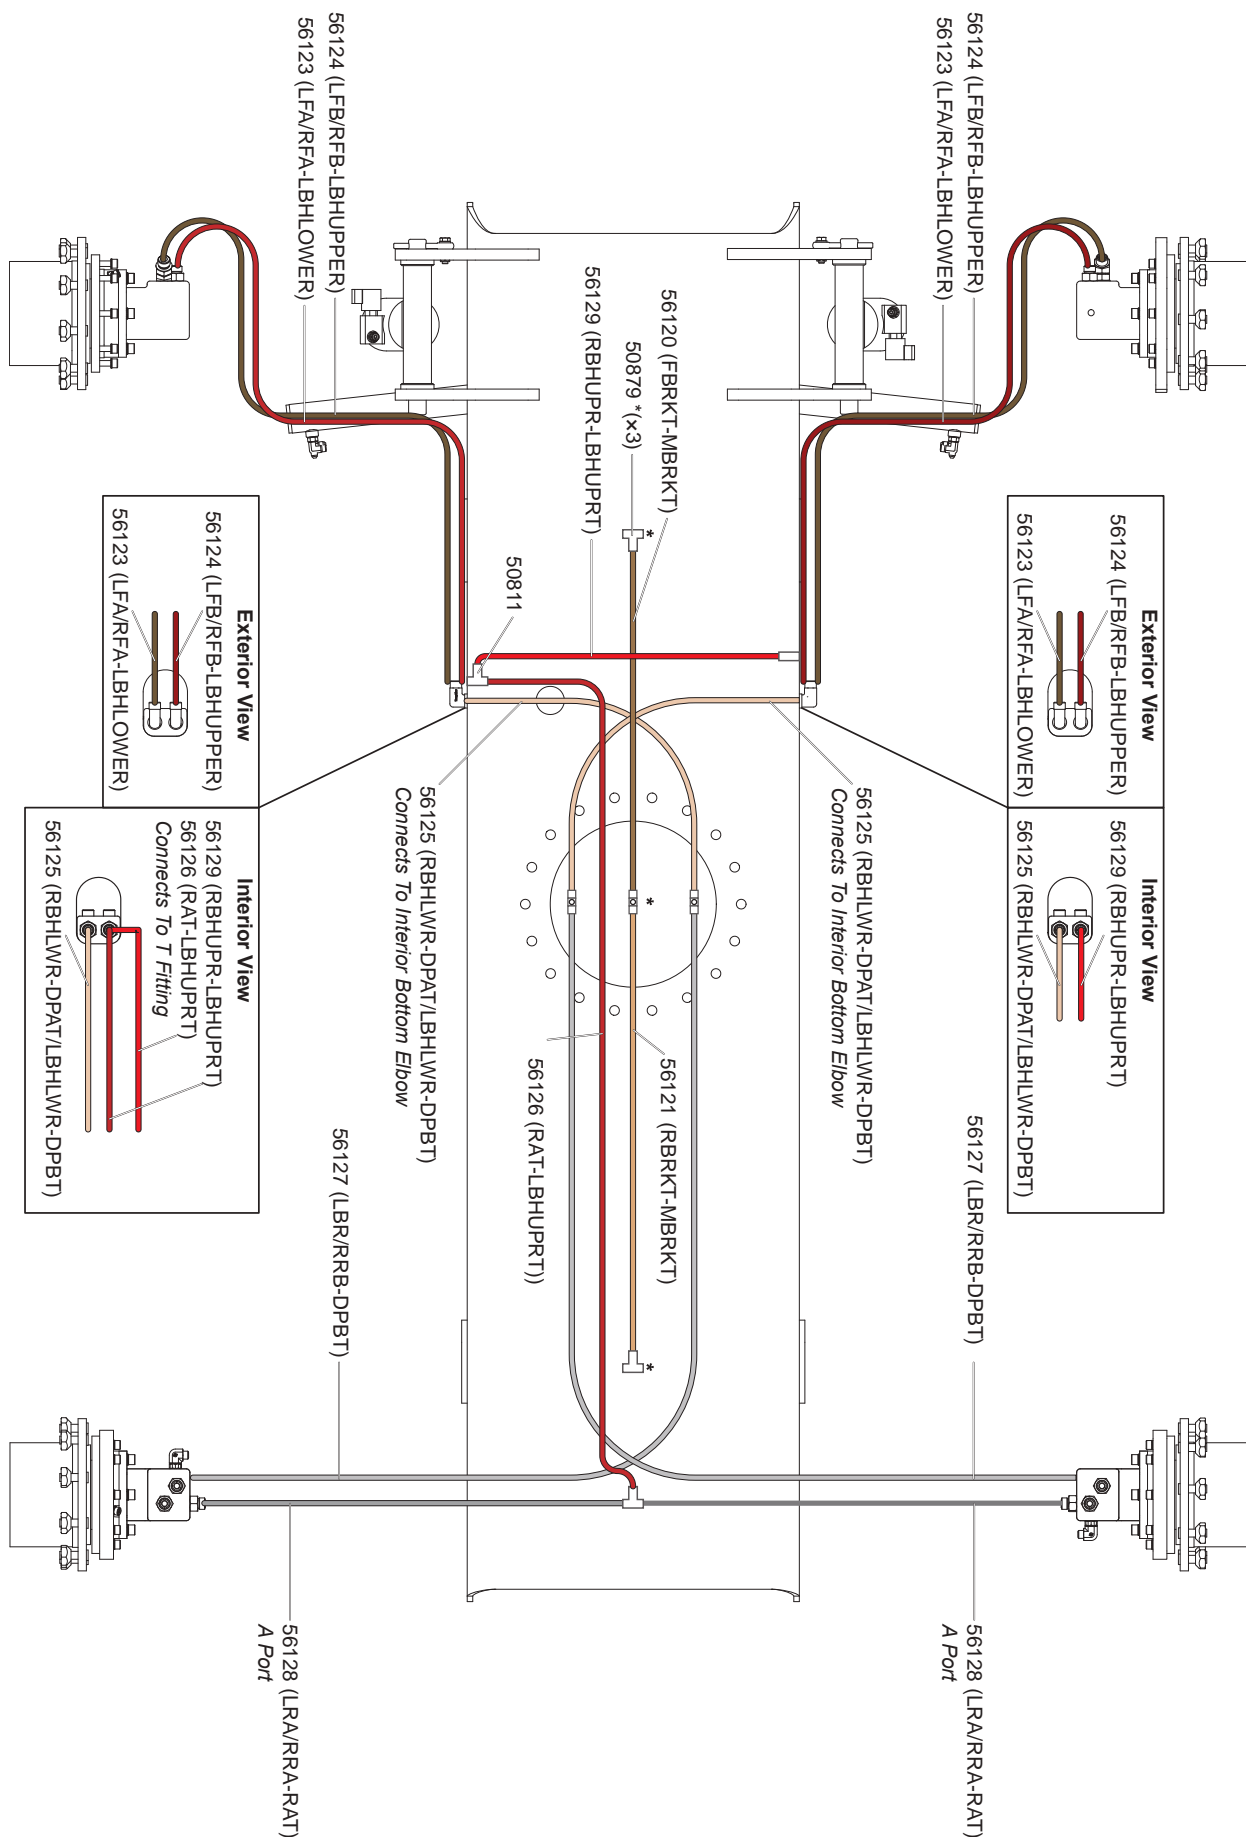 56124 (LFB/RFB-LBHUPPER)
56123 (LFA/RFA-LBHLOWER)
Exterior View
56124 (LFB/RFB-LBHUPPER)
56123 (LFA/RFA-LBHLOWER)
Interior View
56129 (RBHUPR-LBHUPRT)
56125 (RBHLWR-DPAT/LBHLWR-DPBT)
56127 (LBR/RRB-DPBT)
56128 (LRA/RRA-RAT)
A Port
56125 (RBHLWR-DPAT/LBHLWR-DPBT)
Connects To Interior Bottom Elbow
56120 (FBRKT-MBRKT)
50879 *(x3)
56129 (RBHUPR-LBHUPRT)
*
*
*
56121 (RBRKT-MBRKT)
56126 (RAT-LBHUPRT))
50811
56125 (RBHLWR-DPAT/LBHLWR-DPBT)
Connects To Interior Bottom Elbow
56124 (LFB/RFB-LBHUPPER)
56123 (LFA/RFA-LBHLOWER)
Exterior View
56124 (LFB/RFB-LBHUPPER)
56123 (LFA/RFA-LBHLOWER)
Interior View
56129 (RBHUPR-LBHUPRT)
56126 (RAT-LBHUPRT)
Connects To T Fitting
56125 (RBHLWR-DPAT/LBHLWR-DPBT)
56127 (LBR/RRB-DPBT)
56128 (LRA/RRA-RAT)
A Port